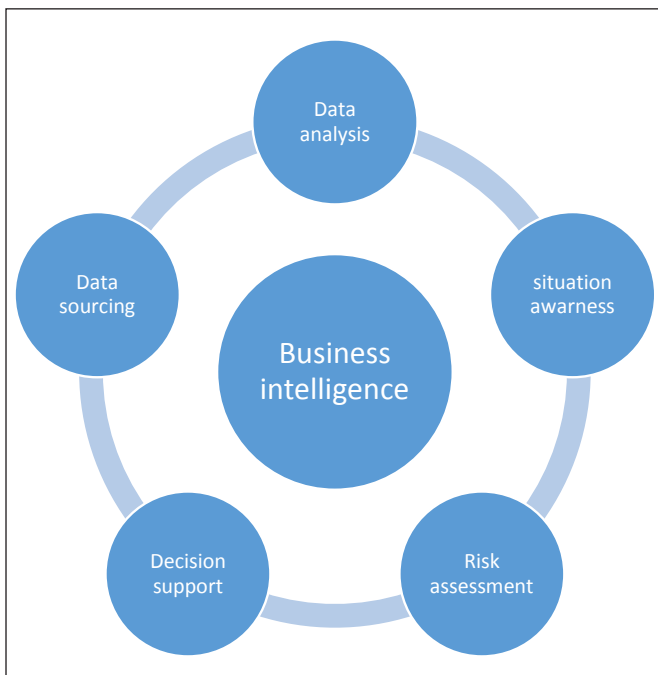 Data
analysis
situation
awarness
Risk
assessment
Decision
support
Data
sourcing
Business
intelligence